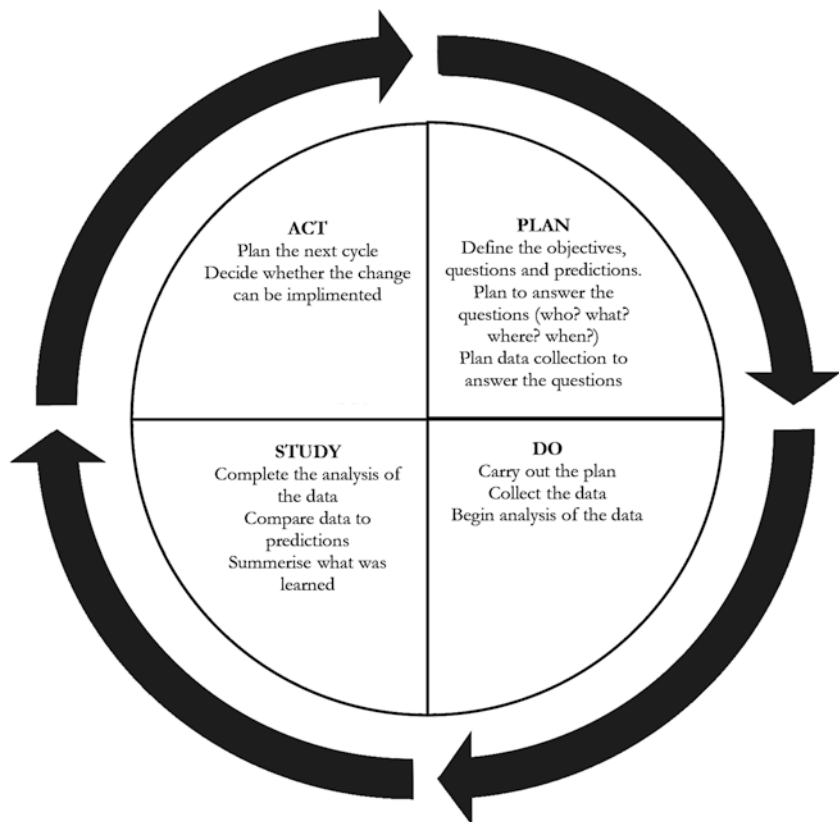 ACT
Plan the next cycle
Decide whether the change
can be implimented
PLAN
Define the objectives,
questions and predictions.
Plan to answer the
questions (who? what?
where? when?)
Plan data collection to
answer the questions
STUDY
Complete the analysis of
the data
Compare data to
predictions
Summerise what was
learned
DO
Carry out the plan
Collect the data
Begin analysis of the data